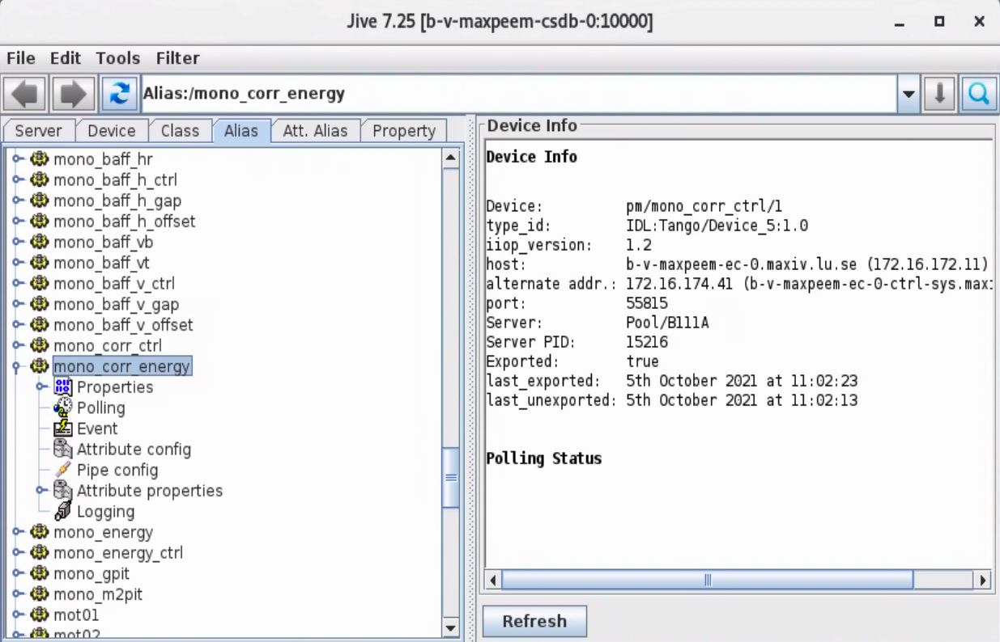 Jive 7.25 [b-v-maxpeem-csdb-0:10000]
File Edit Tools Filter
Alias:/mono_corr_energy
Server Device Class Alias Att. Alias Property
mono_baff_hr
mono_baff_h_ctrl
mono_baff_h_gap
mono_baff_h_offset
mono_baff_vb
mono_baff_vt
mono_baff_v_ctrl
mono_baff_v_gap
mono_baff_v_offset
mono_corr_ctrl
mono_corr_energy
Properties
Polling
Event
Attribute config
Pipe config
Attribute properties
Logging
mono_energy
mono_energy_ctrl
mono_gpit
mono_m2pit
mot01
mot02
Device Info
Device Info
Device: pm/mono_corr_ctrl/1
type_id: IDL:Tango/Device_5:1.0
iiop_version: 1.2
host: b-v-maxpeem-ec-0.maxiv.lu.se (172.16.172.11)
alternate addr.: 172.16.174.41 (b-v-maxpeem-ec-0-ctrl-sys.maxi
port: 55815
Server: Pool/B111A
Server PID: 15216
Exported: true
last_exported: 5th October 2021 at 11:02:23
last_unexported: 5th October 2021 at 11:02:13
Polling Status
Refresh